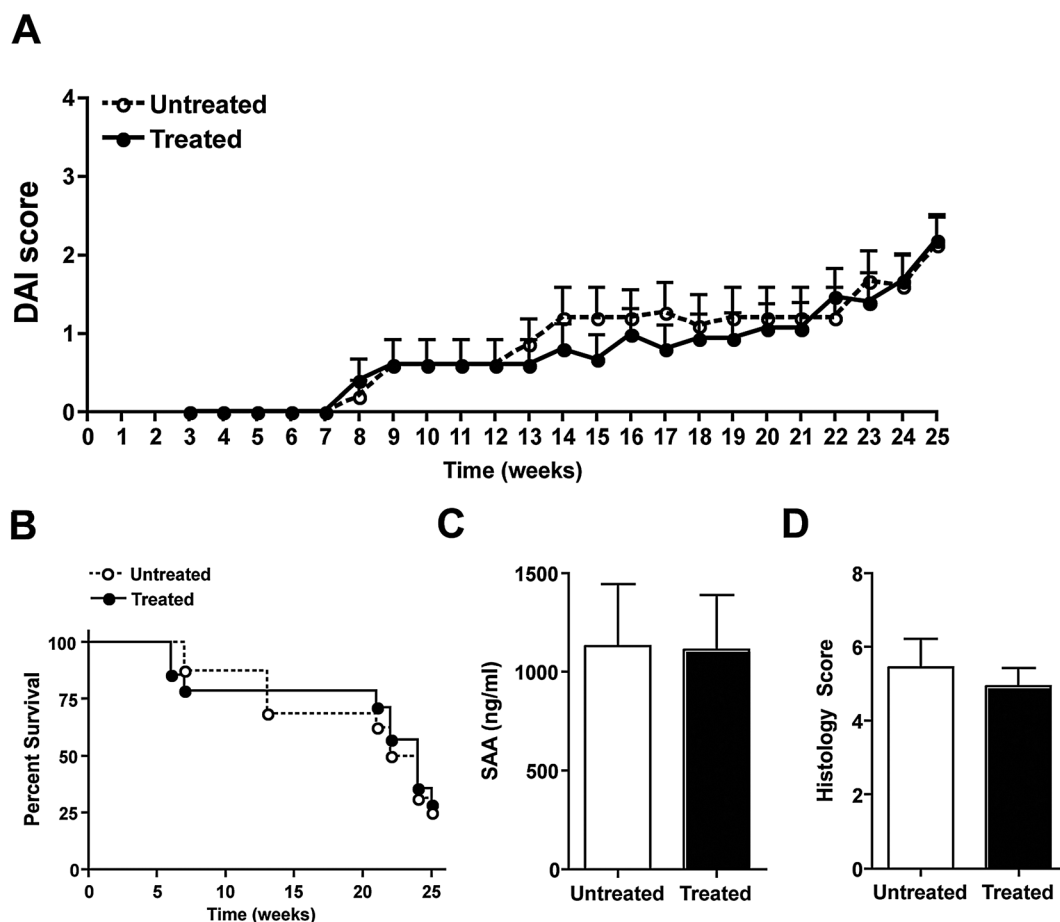 A
Untreated
Treated
DAI score
4
3
2
1
0
0 1 2 3 4 5 6 7 8 9 10 11 12 13 14 15 16 17 18 19 20 21 22 23 24 25
Time (weeks)
B
Untreated
Treated
Percent Survival
100
75
50
25
0
0 5 10 15 20 25
Time (weeks)
C
SAA (ng/ml)
1500
1000
500
0
Untreated Treated
D
Histology Score
8
6
4
2
0
Untreated Treated